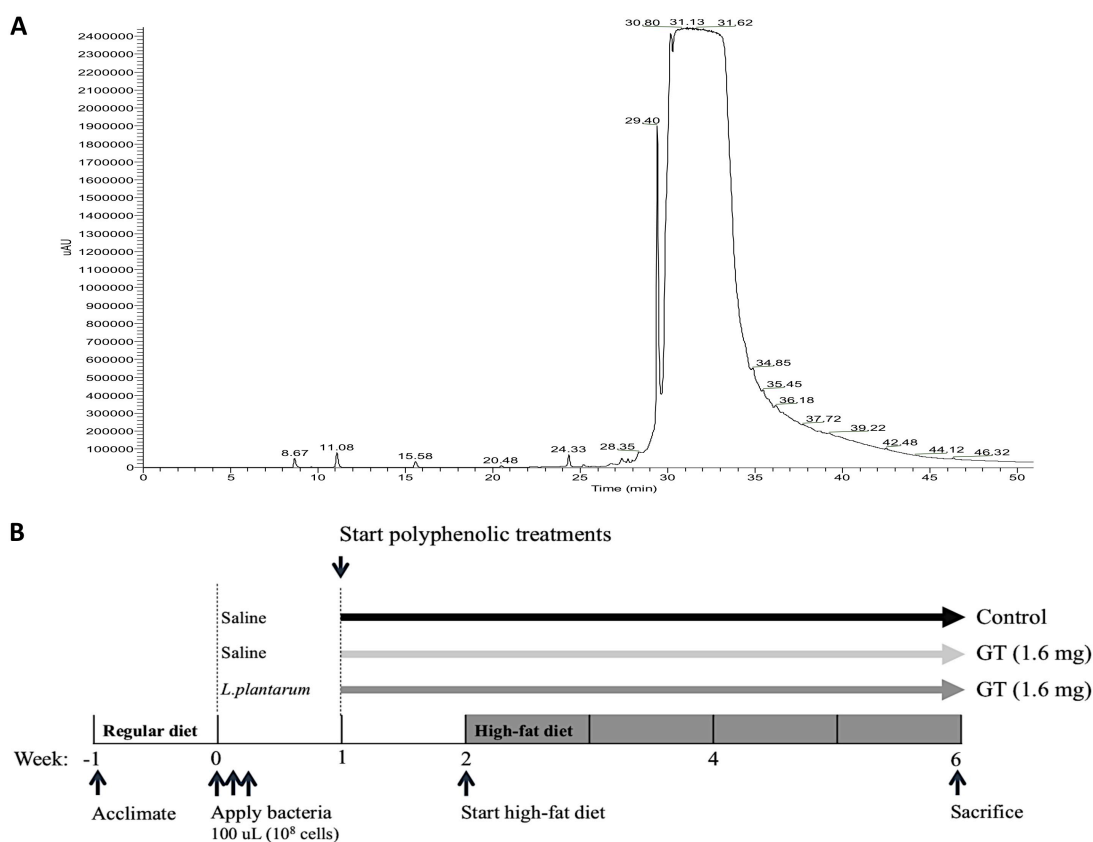 A
30.80 31.13 31.62
2400000
2300000
2200000
2100000
2000000
1900000
1800000
1700000
1600000
1500000
1400000
1300000
1200000
1100000
1000000
900000
800000
700000
600000
500000
400000
300000
200000
100000
0
uAU
29.40
34.85
35.45
36.18
37.72
39.22
42.48
44.12
46.32
8.67
11.08
15.58
20.48
24.33
28.35
0 5 10 15 20 25 30 35 40 45 50
Time (min)
B
Start polyphenolic treatments
Saline
Control
Saline
GT (1.6 mg)
L.plantarum
GT (1.6 mg)
Regular diet
High-fat diet
Week: -1 0 1 2 4 6
Acclimate
Apply bacteria
100 uL (10⁸ cells)
Start high-fat diet
Sacrifice